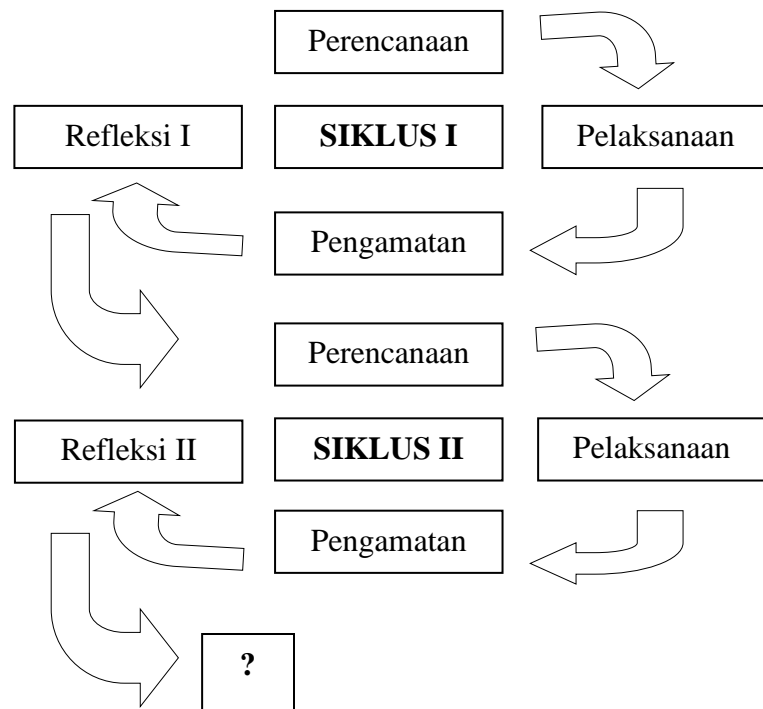 Perencanaan
Refleksi I
SIKLUS I
Pelaksanaan
Pengamatan
Perencanaan
Refleksi II
SIKLUS II
Pelaksanaan
Pengamatan
?